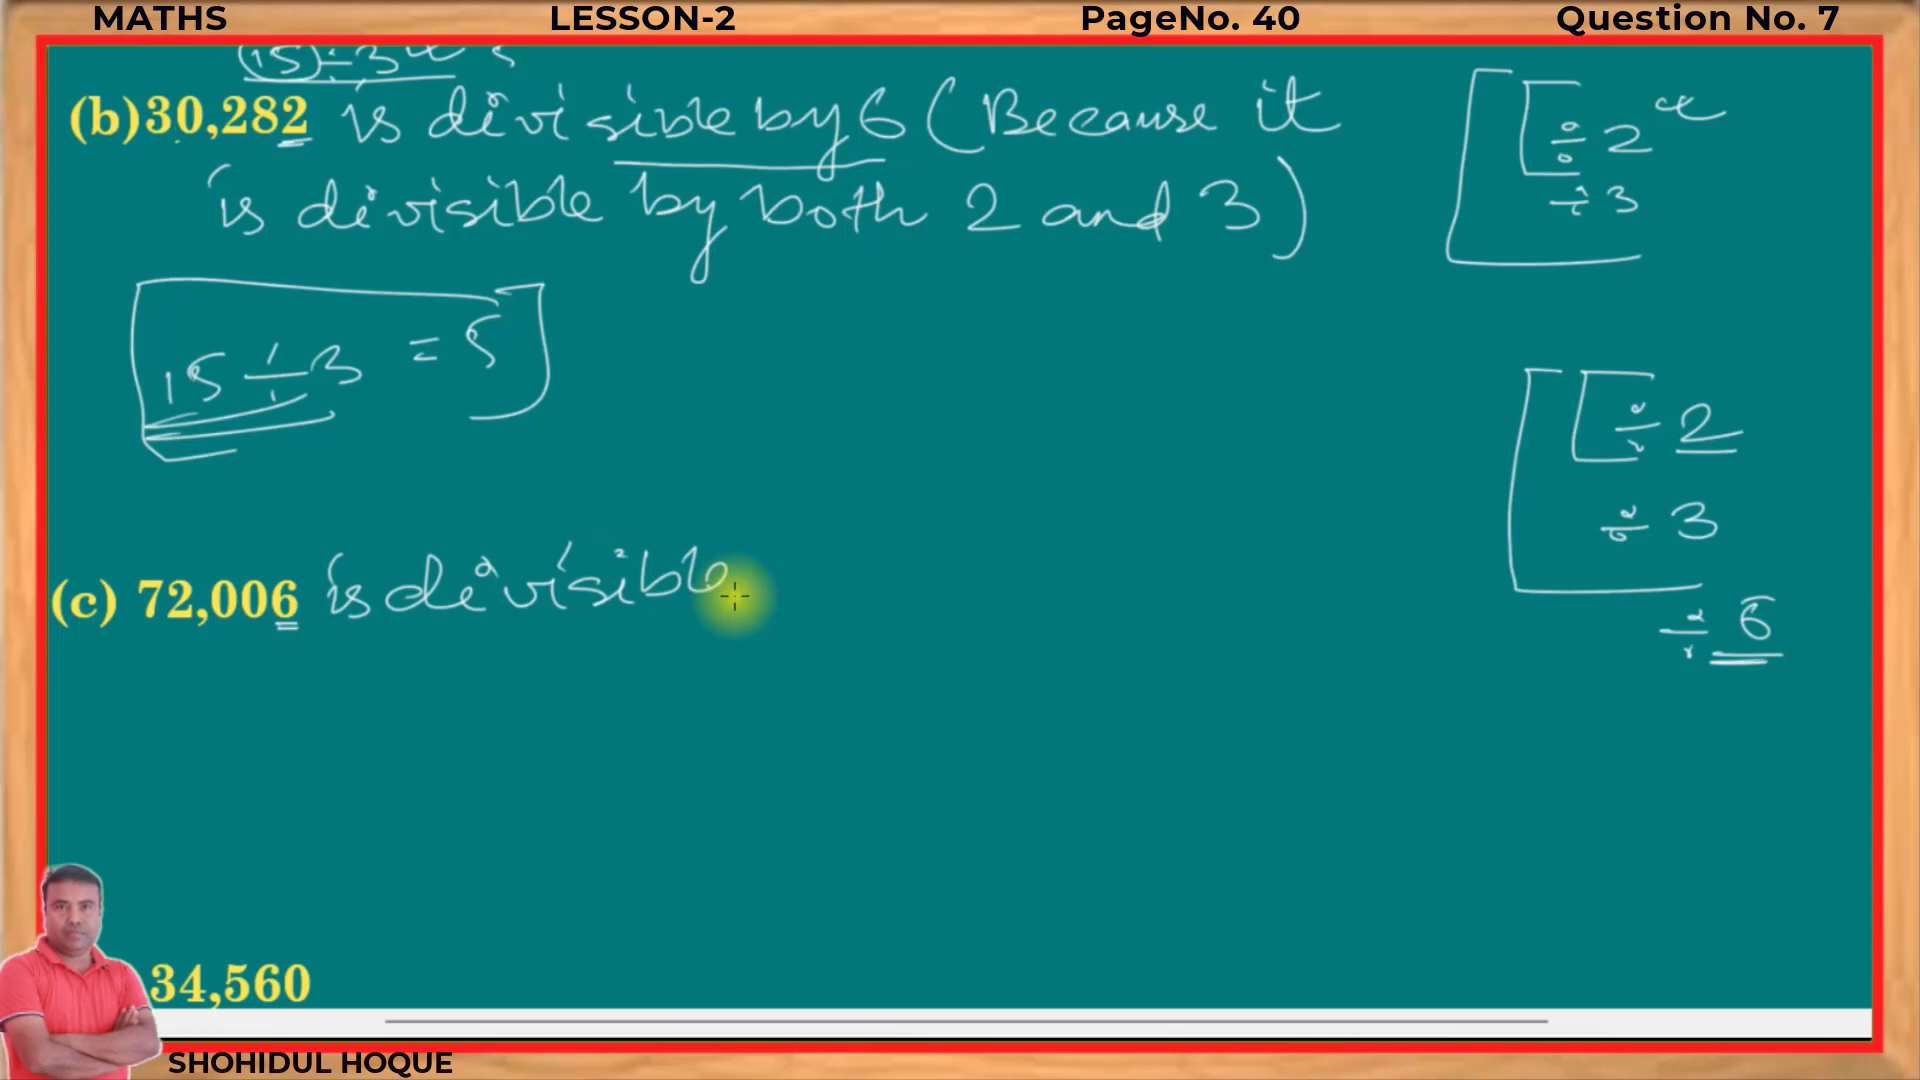 MATHS LESSON-2 PageNo. 40 Question No. 7
(15)÷3
(b)30,282 is divisible by 6 (Because it
is divisible by both 2 and 3)
÷2
÷3
15÷3 = 5
÷2
÷3
÷6
(c) 72,006 is divisible
34,560
SHOHIDUL HOQUE